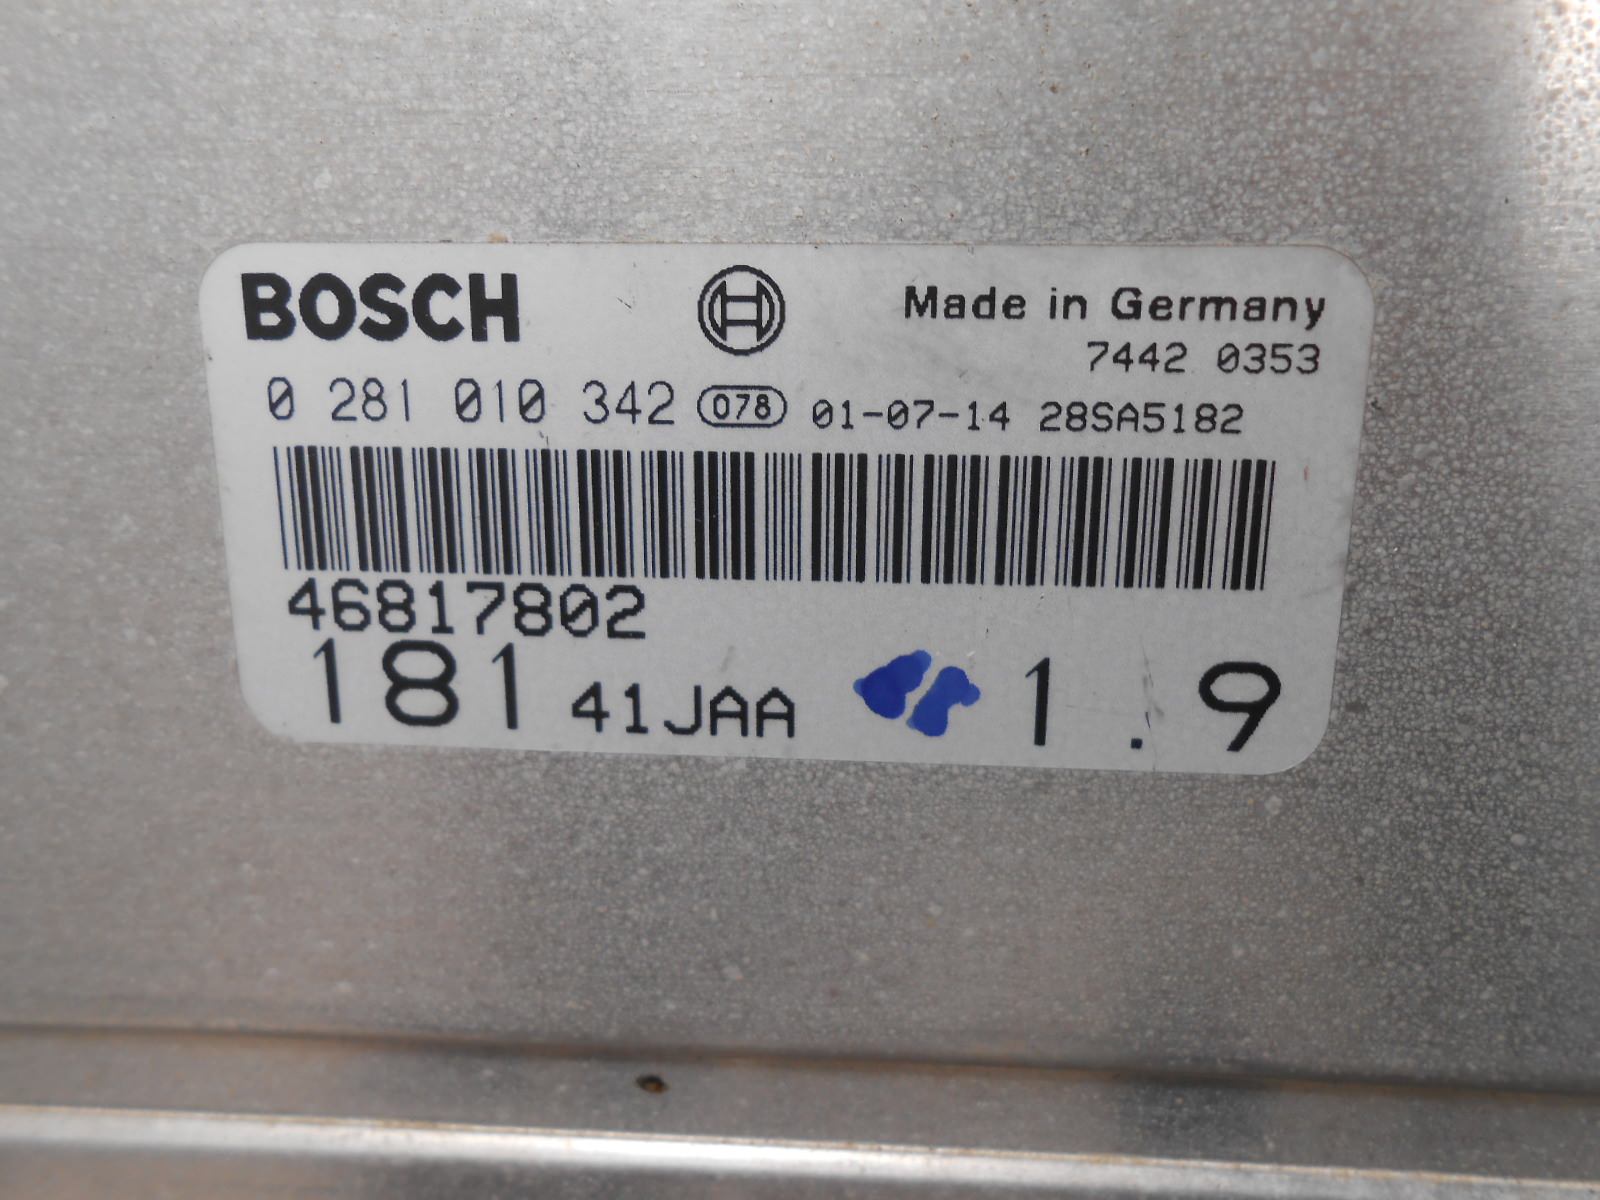 BOSCH Made in Germany
7442 0353
0 281 010 342 078 01-07-14 28SA5182
46817802
181 41JAA 1.9